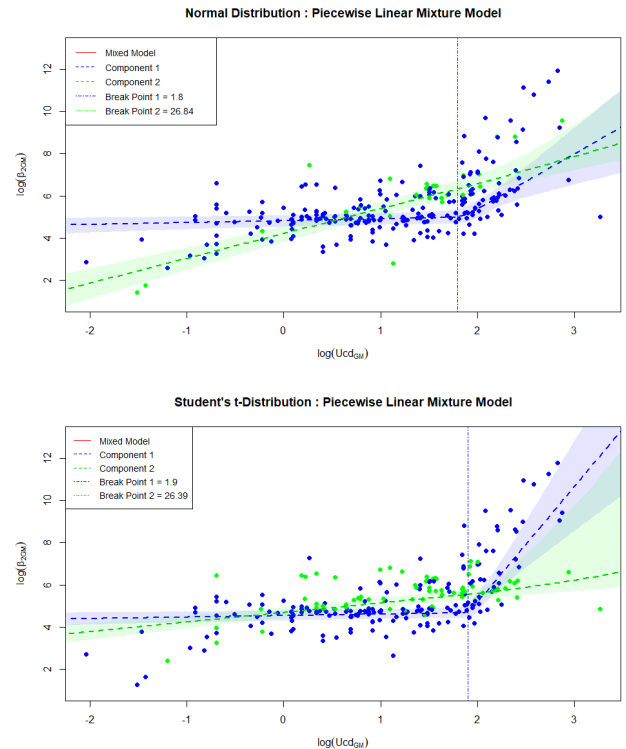 Normal Distribution : Piecewise Linear Mixture Model
Mixed Model
Component 1
Component 2
Break Point 1 = 1.8
Break Point 2 = 26.84
12
10
8
6
4
2
log(β2GM)
-2 -1 0 1 2 3
log(UcdGM)
Student's t-Distribution : Piecewise Linear Mixture Model
Mixed Model
Component 1
Component 2
Break Point 1 = 1.9
Break Point 2 = 26.39
12
10
8
6
4
2
log(β2GM)
-2 -1 0 1 2 3
log(UcdGM)